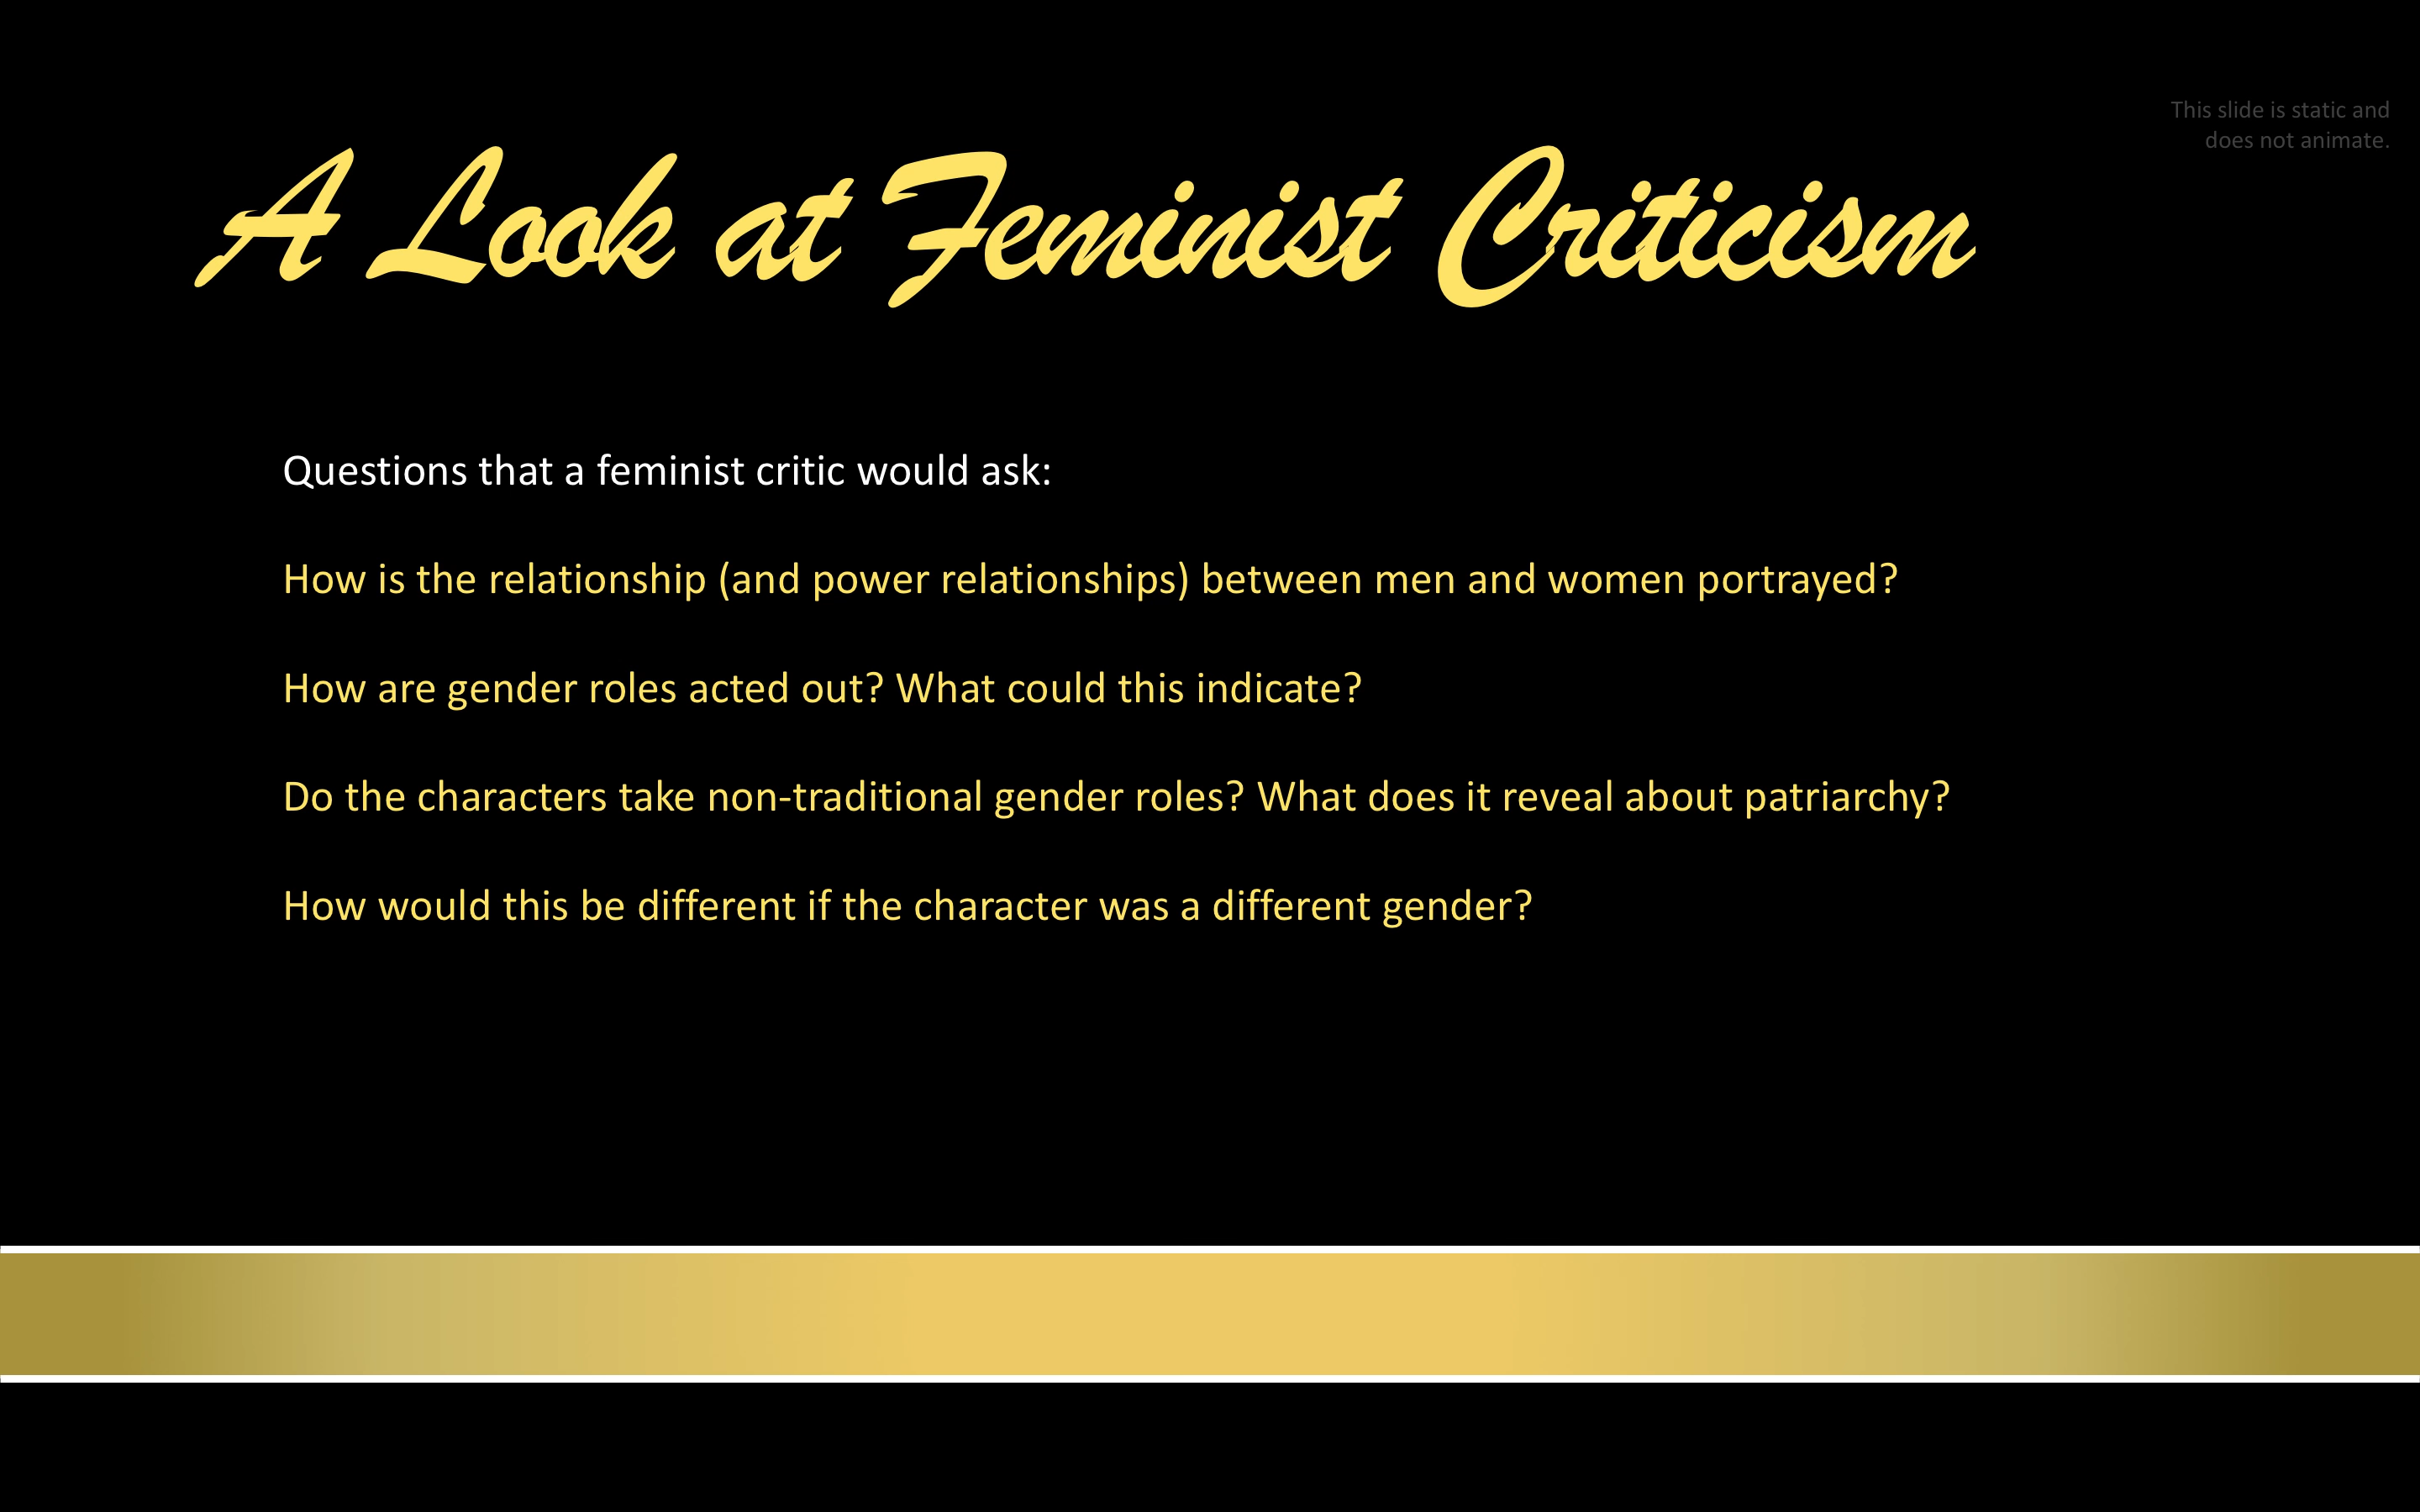 This slide is static and
does not animate.
A Look at Feminist Criticism
Questions that a feminist critic would ask:
How is the relationship (and power relationships) between men and women portrayed?
How are gender roles acted out? What could this indicate?
Do the characters take non-traditional gender roles? What does it reveal about patriarchy?
How would this be different if the character was a different gender?